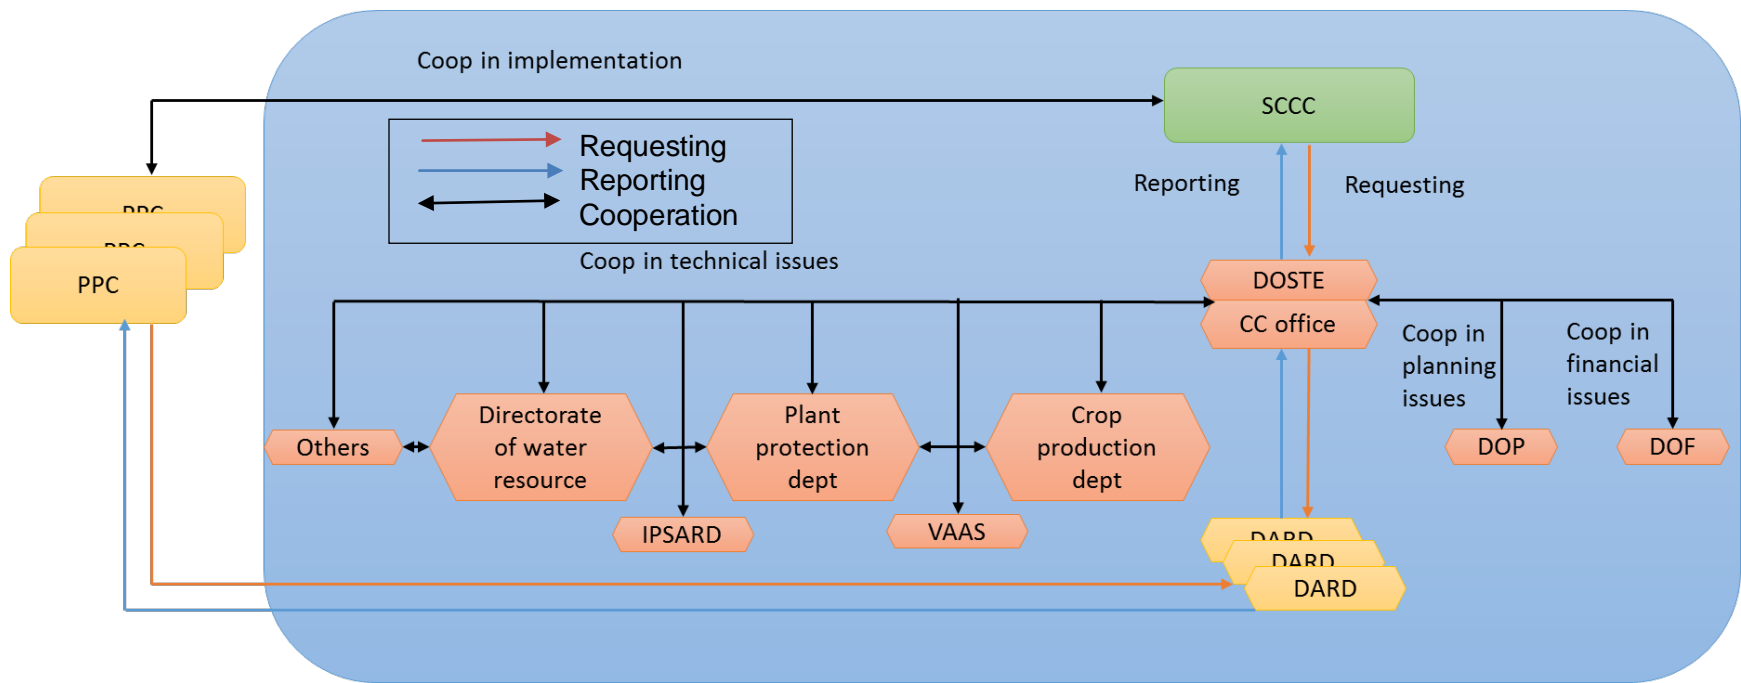 Coop in implementation
SCCC
Requesting
Reporting
Cooperation
Reporting
Requesting
PPC
PPC
PPC
Coop in technical issues
DOSTE
CC office
Coop in
planning
issues
Coop in
financial
issues
Others
Directorate
of water
resource
Plant
protection
dept
Crop
production
dept
DOP
DOF
IPSARD
VAAS
DARD
DARD
DARD